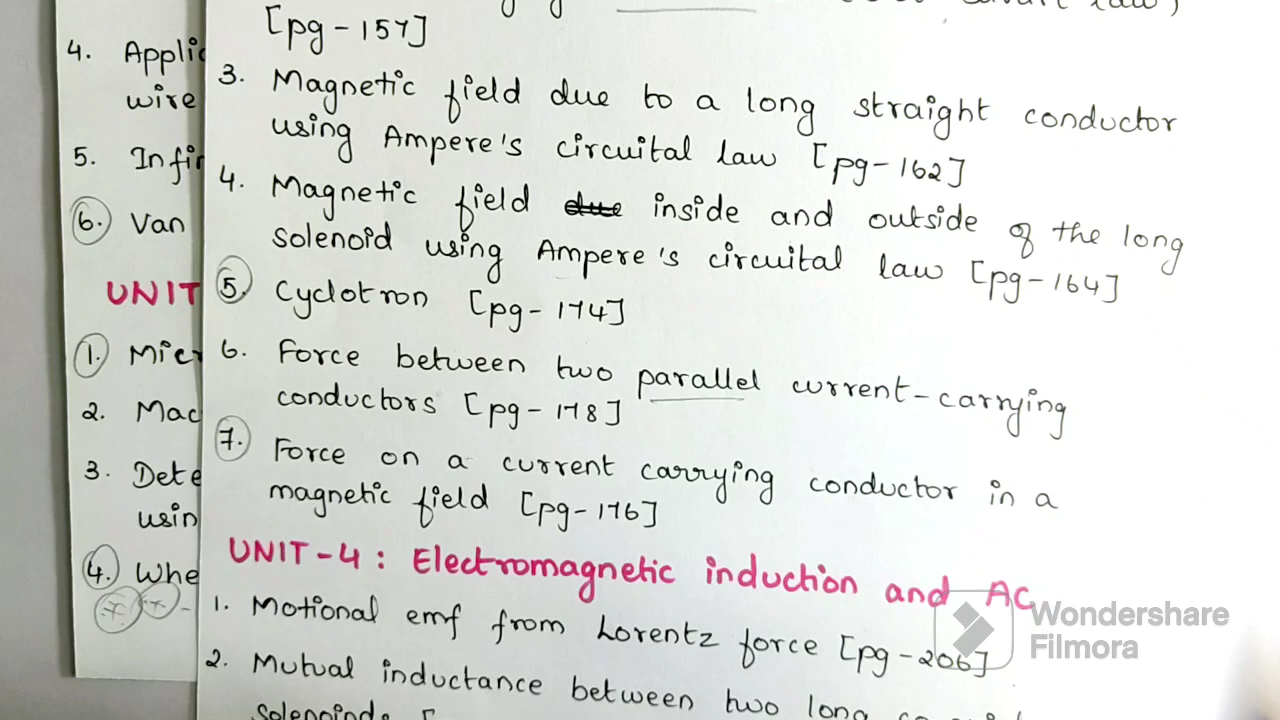 [pg-157]
3. Magnetic field due to a long straight conductor
using Ampere's circuital law [pg-162]
4. Magnetic field due inside and outside of the long
solenoid using Ampere's circuital law [pg-164]
5. Cyclotron [pg-174]
6. Force between two parallel current-carrying
conductors [pg-178]
7. Force on a current carrying conductor in a
magnetic field [pg-176]
UNIT-4: Electromagnetic induction and AC
1. Motional emf from Lorentz force [pg-206]
2. Mutual inductance between two long
solenoinds [
4. Applic
wire
5. Infin
6. Van
UNIT
1. Micr
2. Mac
3. Dete
usin
4. Whe
Wondershare
Filmora